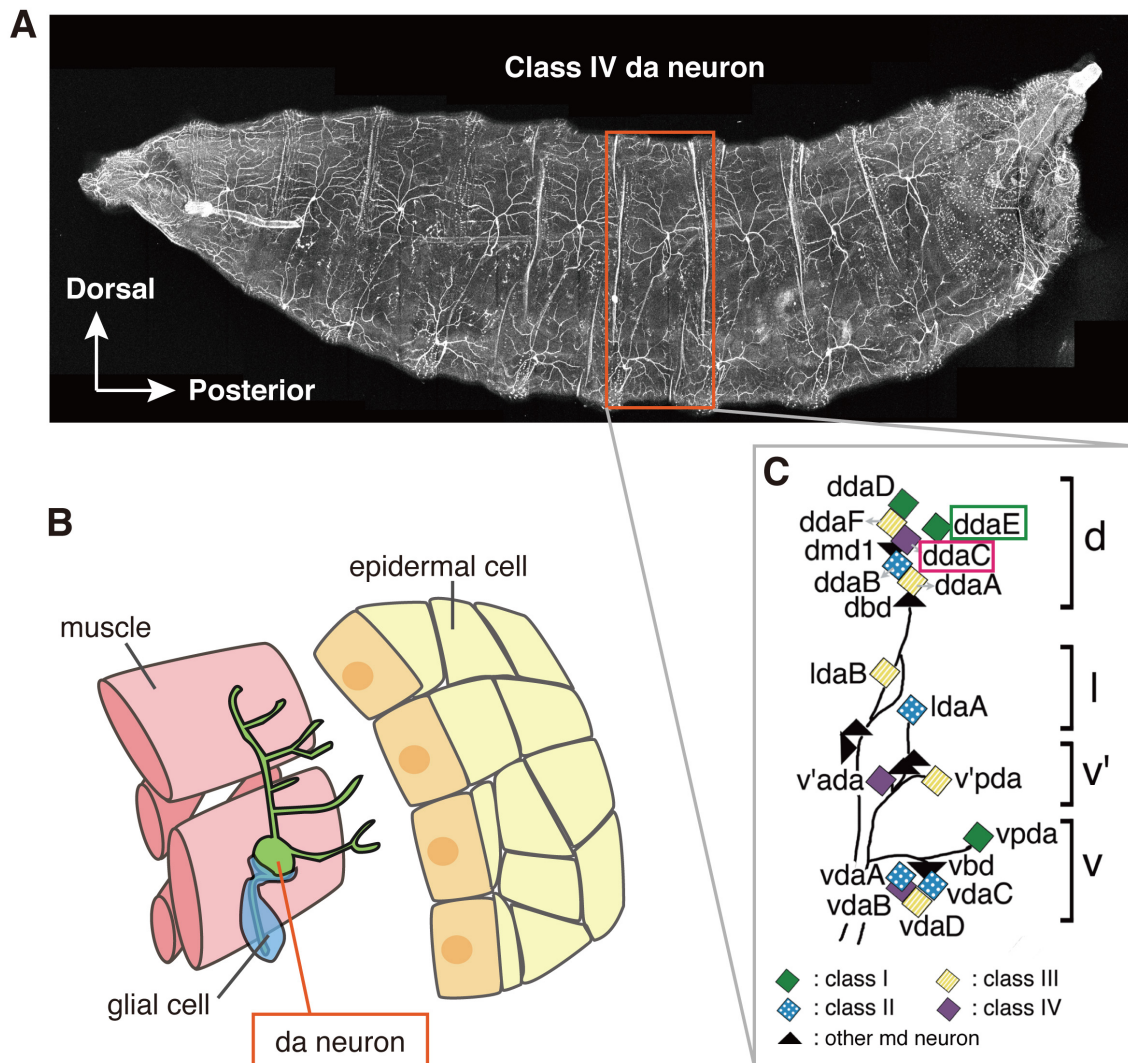 A
Class IV da neuron
Dorsal
Posterior
B
muscle
epidermal cell
glial cell
da neuron
C
ddaD
ddaF
ddaE
dmd1
ddaC
ddaB
ddaA
dbd
d
ldaB
ldaA
l
v'ada
v'pda
v'
vpda
vdaA
vbd
vdaC
vdaB
vdaD
v
: class I
: class III
: class II
: class IV
: other md neuron